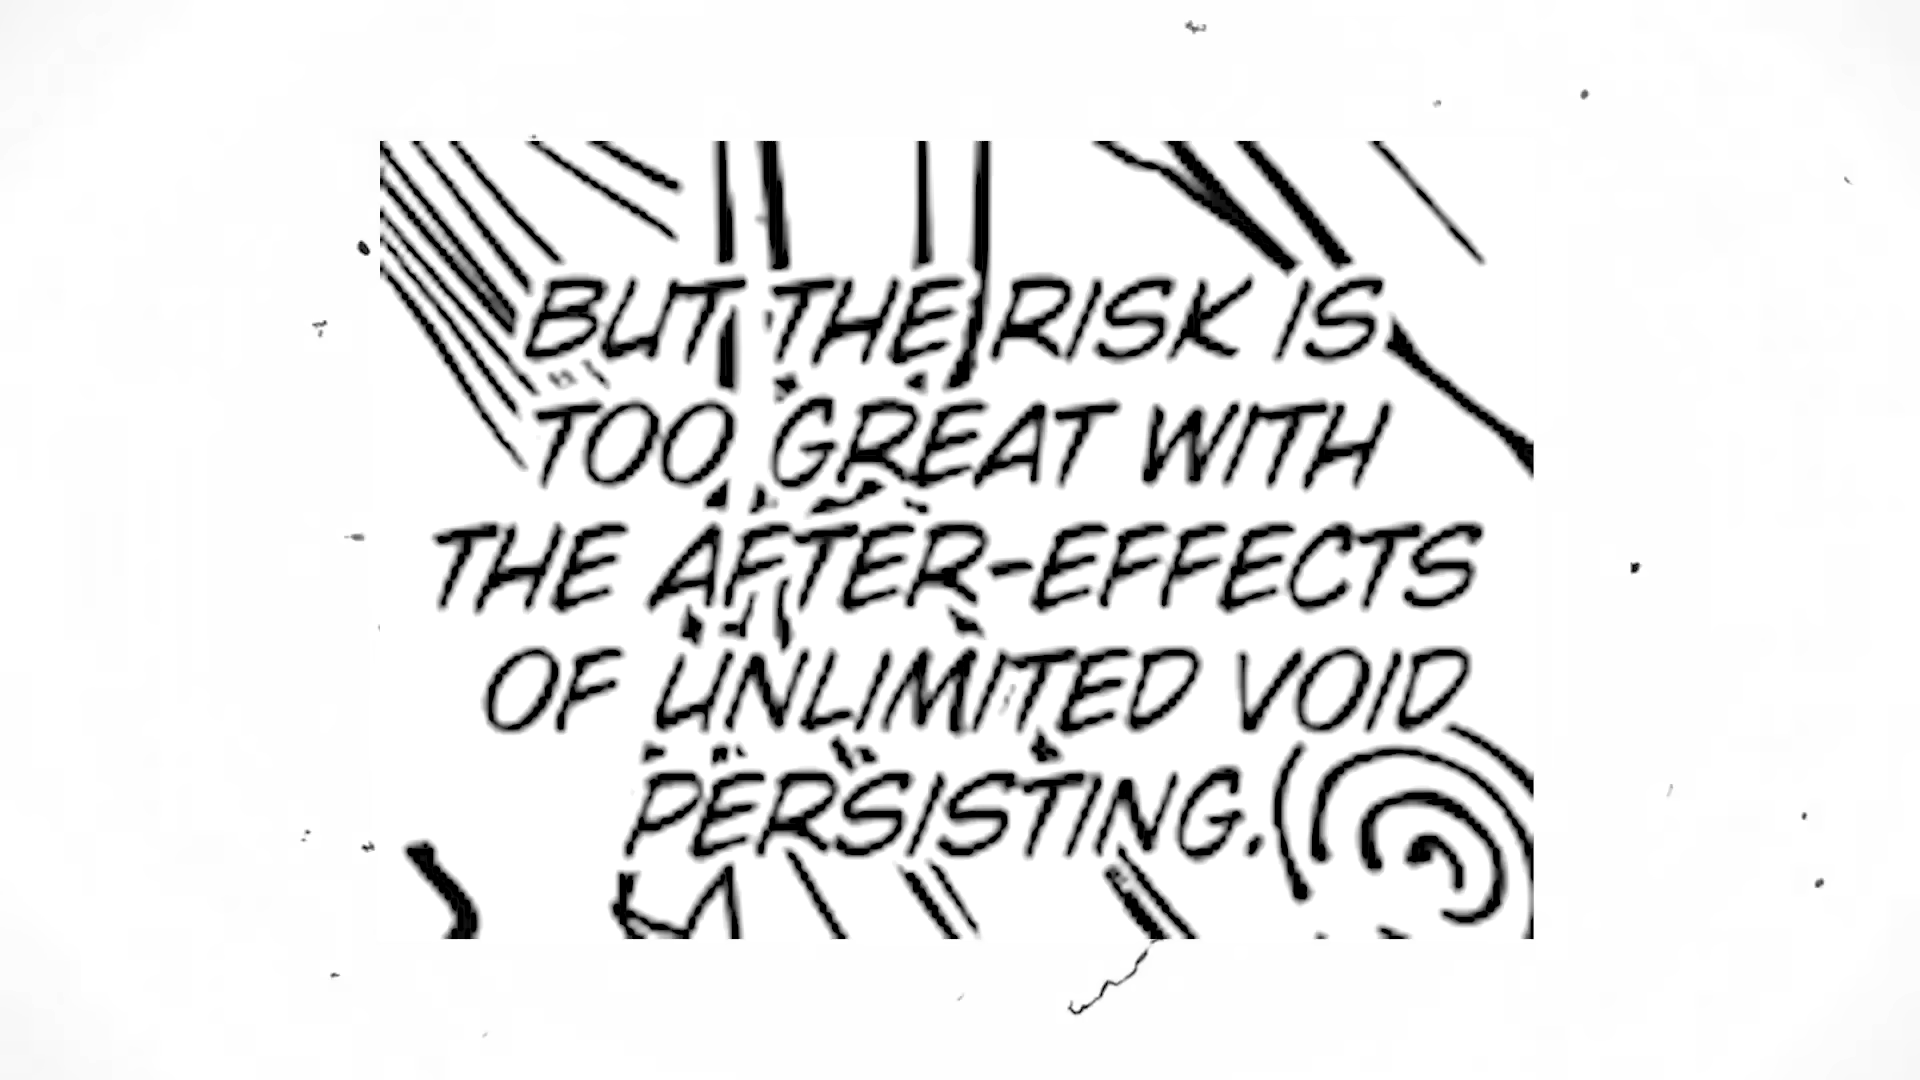 BUT THE RISK IS
TOO GREAT WITH
THE AFTER-EFFECTS
OF UNLIMITED VOID
PERSISTING.